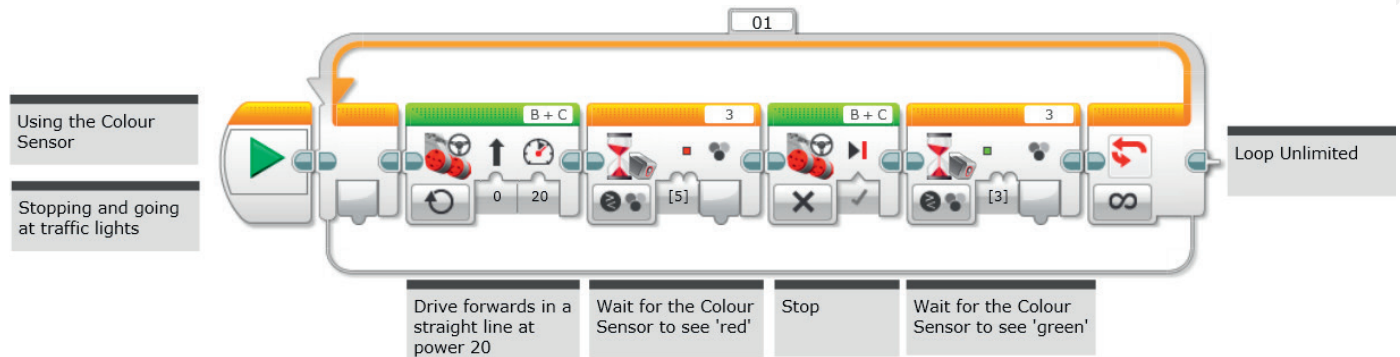 01
Using the Colour
Sensor
Stopping and going
at traffic lights
B + C
0
20
3
[5]
B + C
3
[3]
Loop Unlimited
Drive forwards in a
straight line at
power 20
Wait for the Colour
Sensor to see 'red'
Stop
Wait for the Colour
Sensor to see 'green'